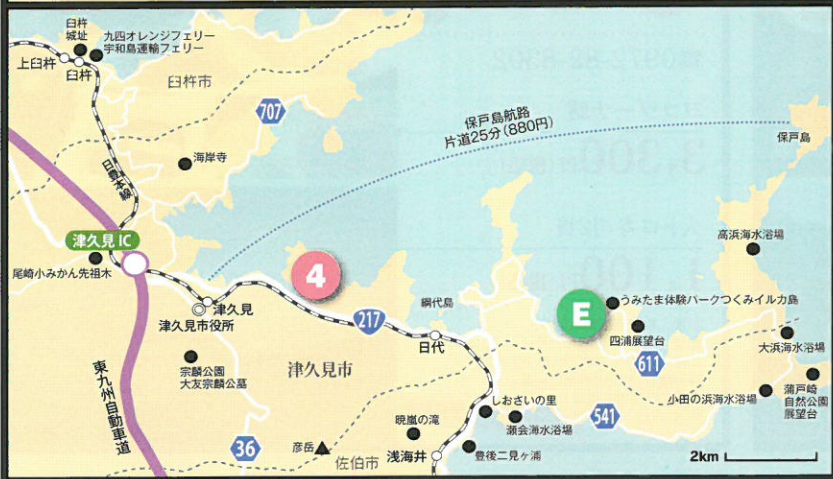 臼杵
城址
九四オレンジフェリー
宇和島運輸フェリー
上臼杵
臼杵
臼杵市
707
保戸島航路
片道25分(880円)
保戸島
海岸寺
日豊本線
津久見IC
尾崎小みかん先祖木
高浜海水浴場
4
津久見
津久見市役所
217
網代島
E
うみたま体験パークつくみイルカ島
四浦展望台
日代
611
大浜海水浴場
宗麟公園
大友宗麟公墓
津久見市
東九州自動車道
小田の浜海水浴場
蒲戸崎
自然公園
展望台
しおさいの里
瀬会海水浴場
541
暁嵐の滝
36
彦岳
佐伯市
浅海井
豊後二見ヶ浦
2km